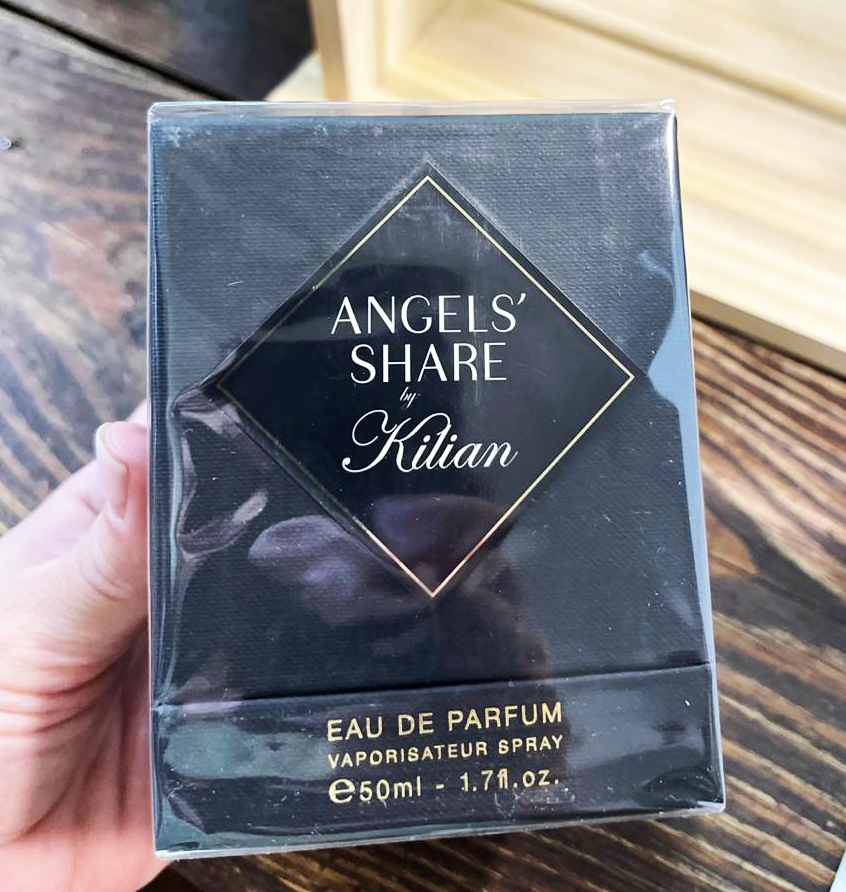 ANGELS’
SHARE
by
Kilian
EAU DE PARFUM
VAPORISATEUR SPRAY
℮50ml - 1.7fl.oz.